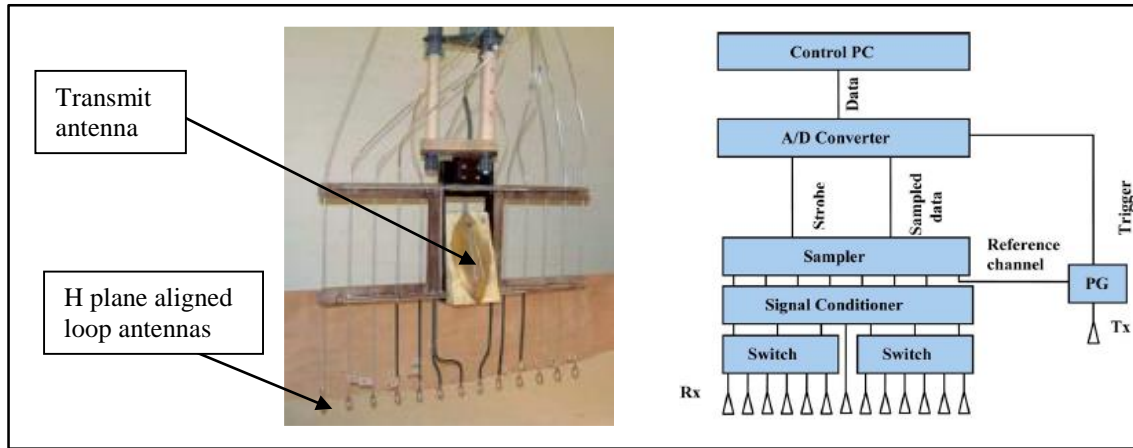 Transmit
antenna
H plane aligned
loop antennas
Control PC
Data
A/D Converter
Strobe
Sampled
data
Trigger
Sampler
Reference
channel
PG
Signal Conditioner
Tx
Switch
Switch
Rx